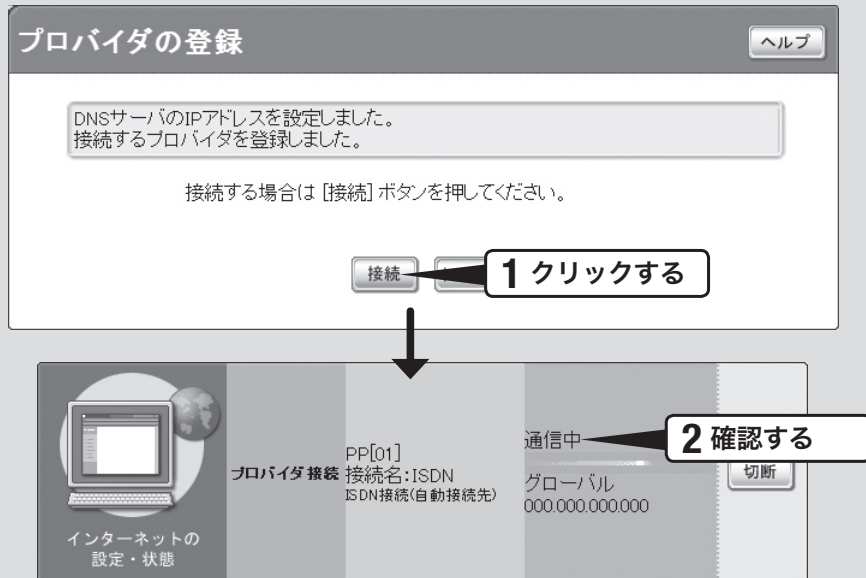 プロバイダの登録
ヘルプ
DNSサーバのIPアドレスを設定しました。
接続するプロバイダを登録しました。
接続する場合は [接続] ボタンを押してください。
接続
1 クリックする
インターネットの
設定・状態
プロバイダ接続
PP[01]
接続名:ISDN
ISDN接続(自動接続先)
通信中
グローバル
000.000.000.000
2 確認する
切断